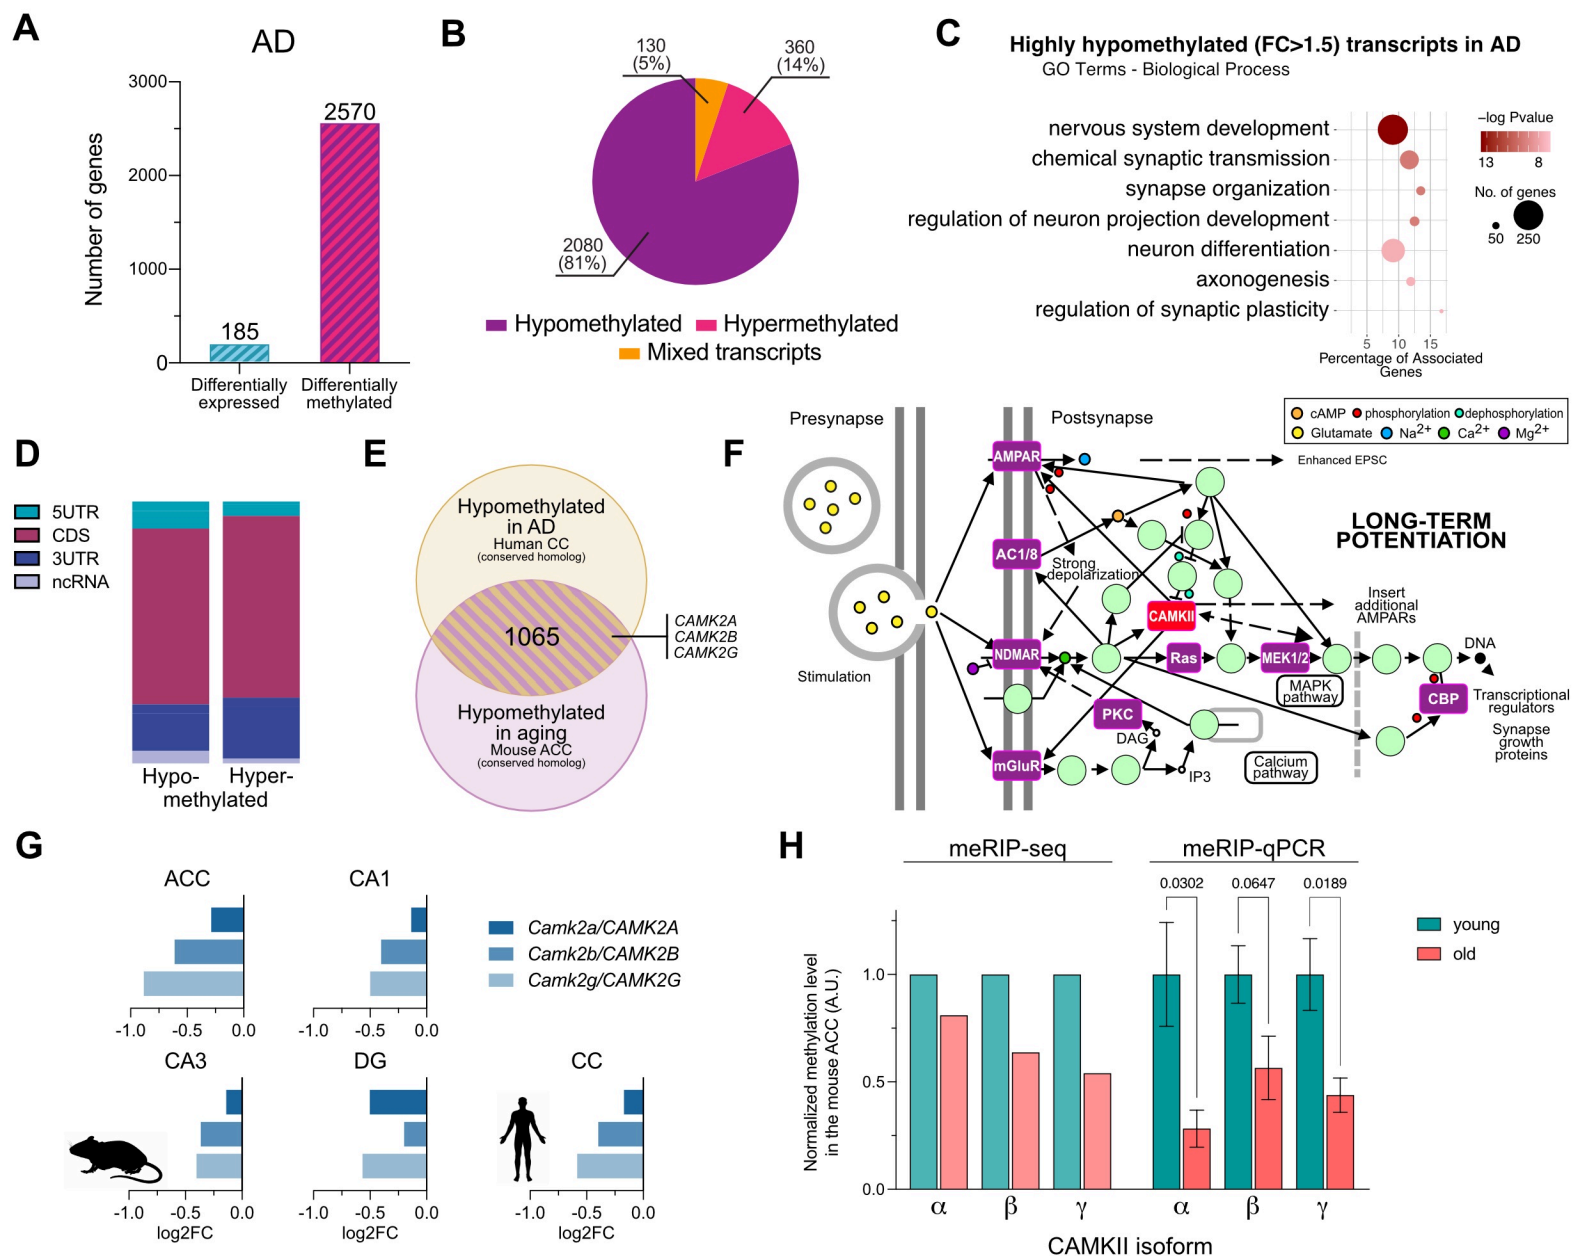 A
AD
Number of genes
3000
2000
1000
0
185
2570
Differentially
expressed
Differentially
methylated
B
130
(5%)
360
(14%)
2080
(81%)
Hypomethylated
Hypermethylated
Mixed transcripts
C
Highly hypomethylated (FC>1.5) transcripts in AD
GO Terms - Biological Process
nervous system development
chemical synaptic transmission
synapse organization
regulation of neuron projection development
neuron differentiation
axonogenesis
regulation of synaptic plasticity
5 10 15
Percentage of Associated
Genes
−log Pvalue
13 8
No. of genes
50 250
D
5UTR
CDS
3UTR
ncRNA
Hypo- Hyper-
methylated
E
Hypomethylated
in AD
Human CC
(conserved homolog)
1065
CAMK2A
CAMK2B
CAMK2G
Hypomethylated
in aging
Mouse ACC
(conserved homolog)
F
Presynapse
Postsynapse
Stimulation
cAMP phosphorylation dephosphorylation
Glutamate Na2+ Ca2+ Mg2+
AMPAR
Enhanced EPSC
LONG-TERM
POTENTIATION
AC1/8
Strong
depolarization
CAMKII
Insert
additional
AMPARs
NDMAR
Ras
MEK1/2
DNA
MAPK
pathway
CBP
Transcriptional
regulators
PKC
DAG
Synapse
growth
proteins
mGluR
IP3
Calcium
pathway
G
ACC
-1.0 -0.5 0.0
CA1
-1.0 -0.5 0.0
Camk2a/CAMK2A
Camk2b/CAMK2B
Camk2g/CAMK2G
CA3
-1.0 -0.5 0.0
log2FC
DG
-1.0 -0.5 0.0
log2FC
CC
-1.0 -0.5 0.0
log2FC
H
meRIP-seq
meRIP-qPCR
0.0302
0.0647
0.0189
young
old
Normalized methylation level
in the mouse ACC (A.U.)
1.0
0.5
0.0
α β γ α β γ
CAMKII isoform